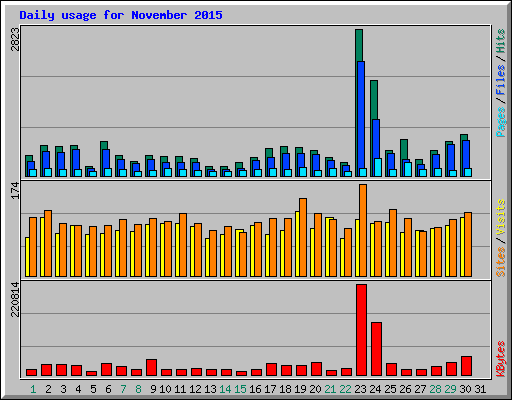 Daily usage for November 2015
2823
174
220814
Pages / Files / Hits
Sites / Visits
KBytes
1 2 3 4 5 6 7 8 9 10 11 12 13 14 15 16 17 18 19 20 21 22 23 24 25 26 27 28 29 30 31